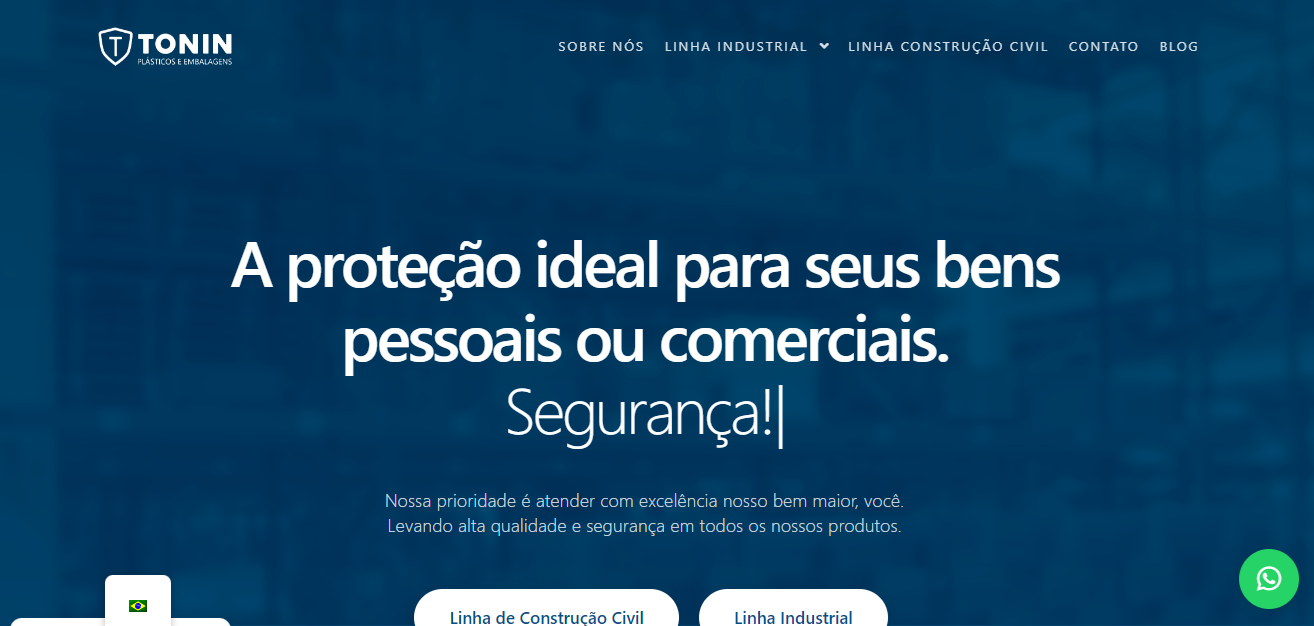 T TONIN
PLÁSTICOS E EMBALAGENS
SOBRE NÓS LINHA INDUSTRIAL LINHA CONSTRUÇÃO CIVIL CONTATO BLOG
A proteção ideal para seus bens
pessoais ou comerciais.
Segurança!|
Nossa prioridade é atender com excelência nosso bem maior, você.
Levando alta qualidade e segurança em todos os nossos produtos.
Linha de Construção Civil Linha Industrial